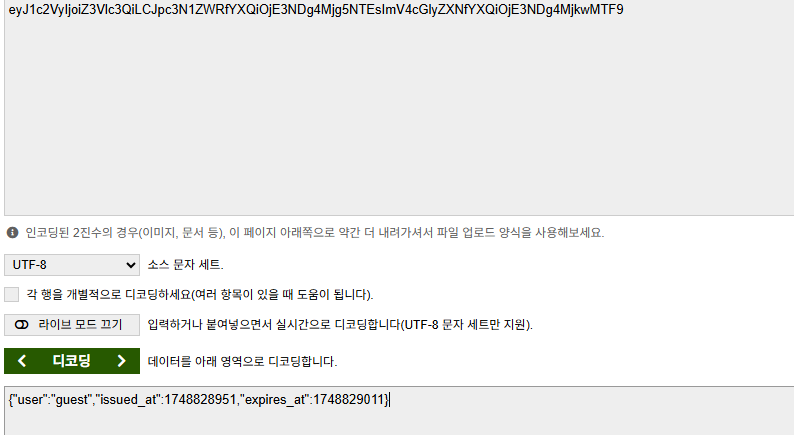 eyJ1c2VyIjoiZ3Vlc3QiLCJpc3N1ZWRfYXQiOjE3NDg4Mjg5NTEsImV4cGlyZXNfYXQiOjE3NDg4MjkwMTF9
인코딩된 2진수의 경우(이미지, 문서 등), 이 페이지 아래쪽으로 약간 더 내려가셔서 파일 업로드 양식을 사용해보세요.
UTF-8 소스 문자 세트.
각 행을 개별적으로 디코딩하세요(여러 항목이 있을 때 도움이 됩니다).
라이브 모드 끄기 입력하거나 붙여넣으면서 실시간으로 디코딩합니다(UTF-8 문자 세트만 지원).
디코딩 데이터를 아래 영역으로 디코딩합니다.
{"user":"guest","issued_at":1748828951,"expires_at":1748829011}